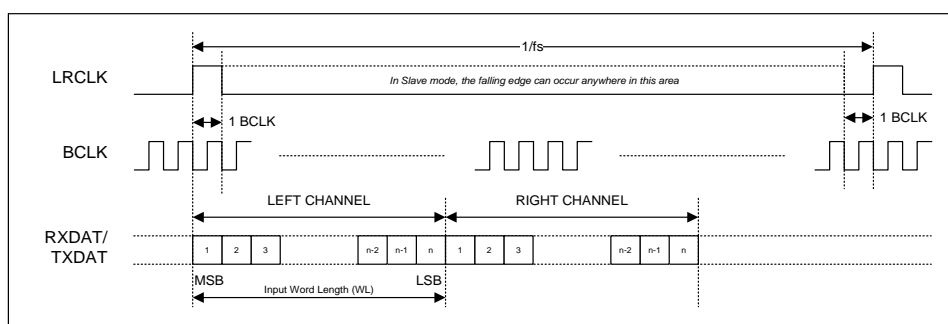 1/fs
LRCLK
In Slave mode, the falling edge can occur anywhere in this area
1 BCLK
1 BCLK
BCLK
LEFT CHANNEL
RIGHT CHANNEL
RXDAT/
TXDAT
1 2 3 n-2 n-1 n 1 2 3 n-2 n-1 n
MSB
LSB
Input Word Length (WL)